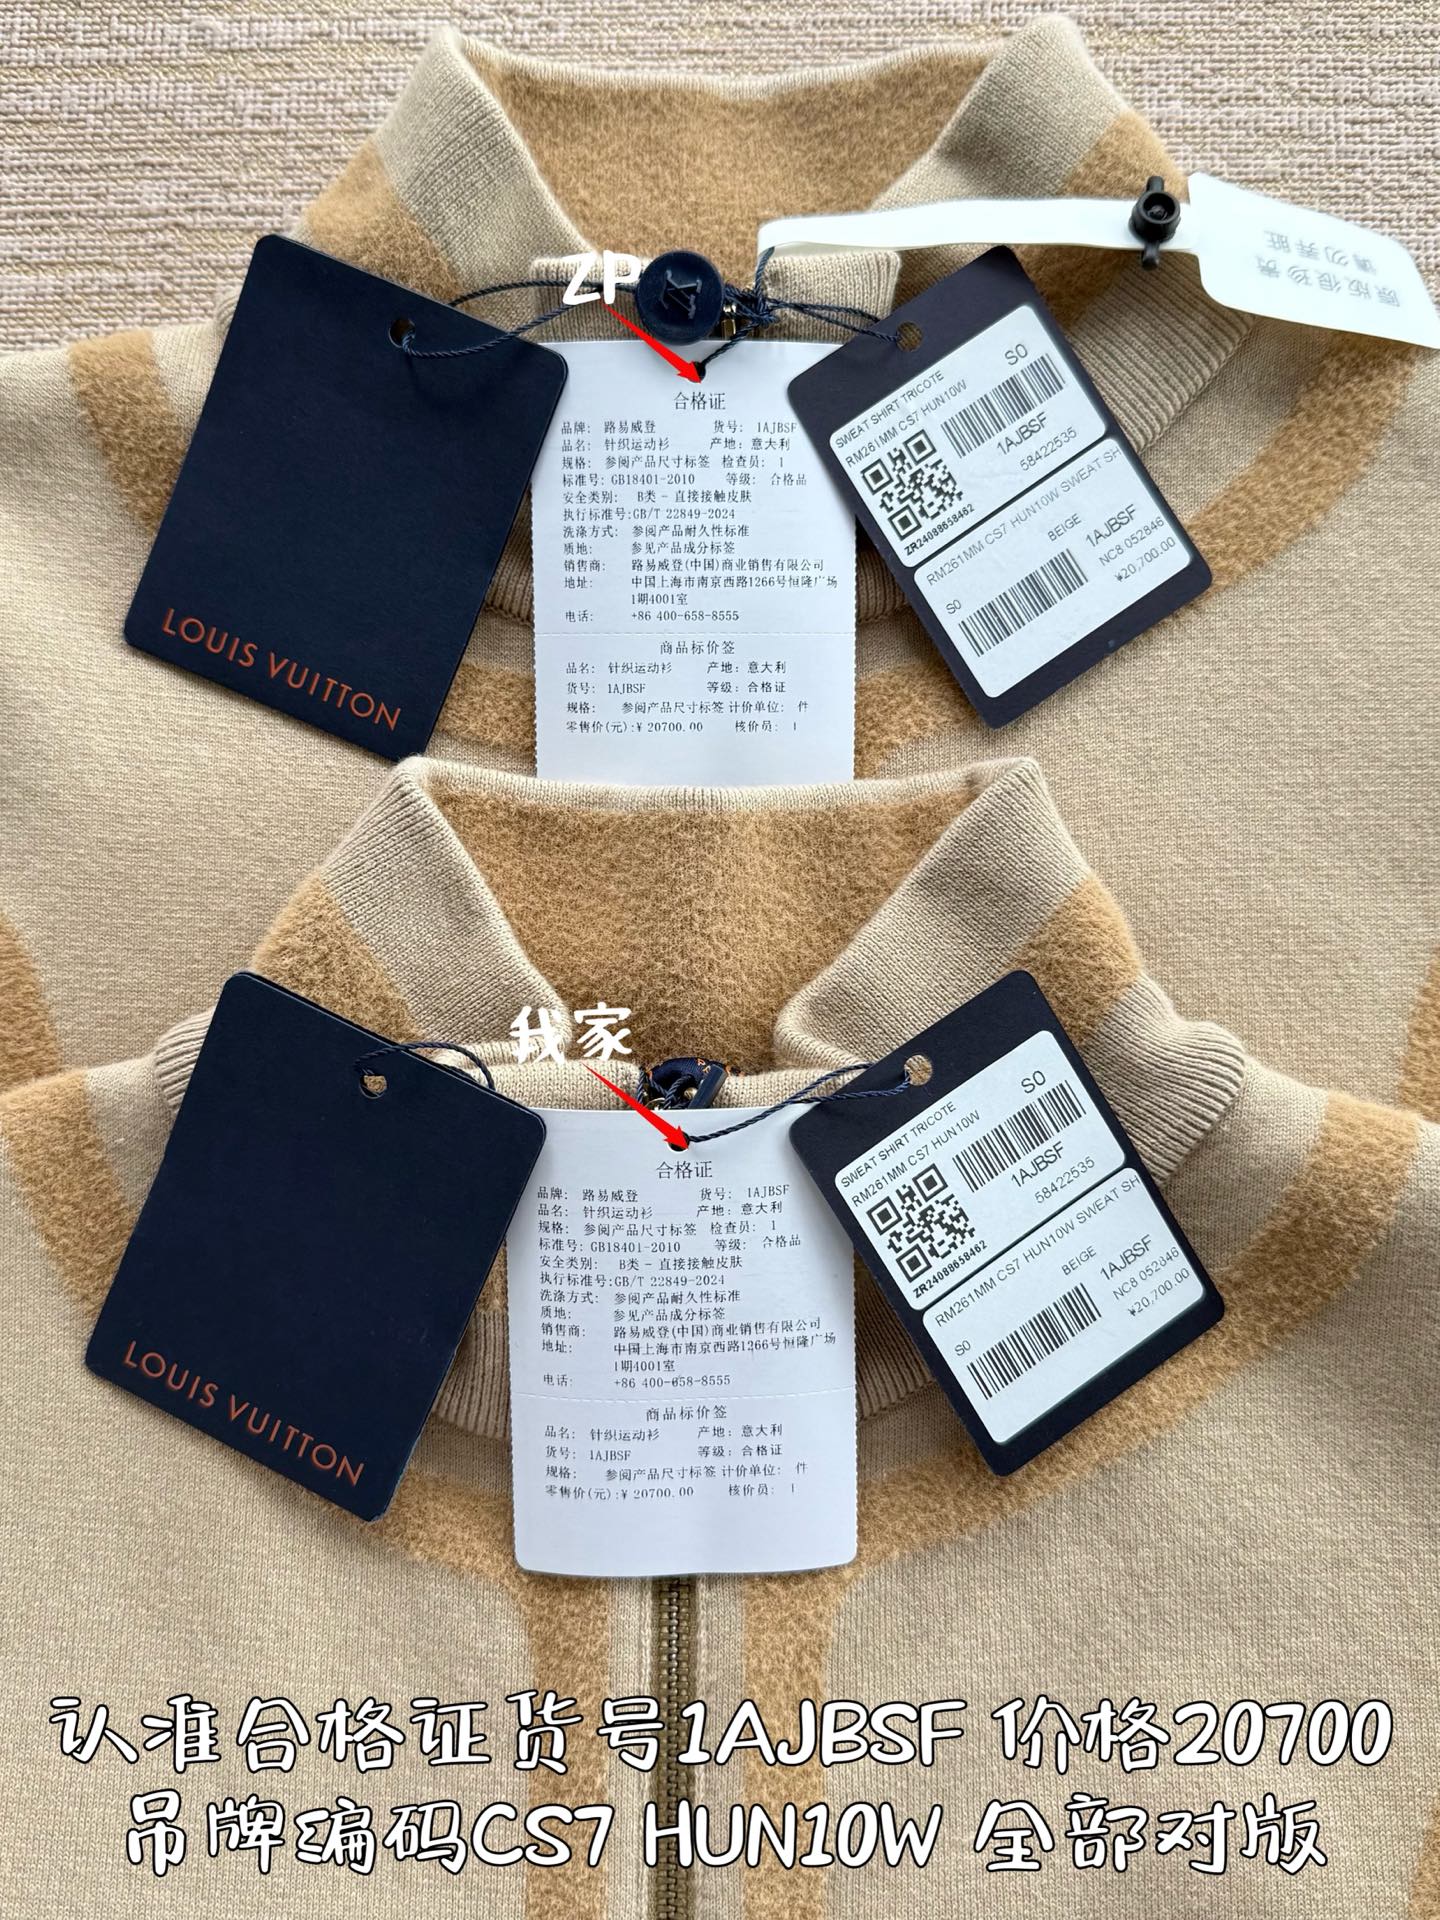 原版很珍贵
请勿弄脏
ZP
LOUIS VUITTON
合格证
品牌: 路易威登 货号: 1AJBSF
品名: 针织运动衫 产地: 意大利
规格: 参阅产品尺寸标签 检查员: 1
标准号: GB18401-2010 等级: 合格品
安全类别: B类 - 直接接触皮肤
执行标准号:GB/T 22849-2024
洗涤方式: 参阅产品耐久性标准
质地: 参见产品成分标签
销售商: 路易威登(中国)商业销售有限公司
地址: 中国上海市南京西路1266号恒隆广场
1期4001室
电话: +86 400-658-8555
商品标价签
品名: 针织运动衫 产地: 意大利
货号: 1AJBSF 等级: 合格证
规格: 参阅产品尺寸标签 计价单位: 件
零售价(元):¥ 20700.00 核价员: 1
SWEAT SHIRT TRICOTE
RM261MM CS7 HUN10W S0
1AJBSF
58422535
ZR24088658462
RM261MM CS7 HUN10W SWEAT SH
BEIGE 1AJBSF
S0 NC8 052846
¥20,700.00
我家
LOUIS VUITTON
合格证
品牌: 路易威登 货号: 1AJBSF
品名: 针织运动衫 产地: 意大利
规格: 参阅产品尺寸标签 检查员: 1
标准号: GB18401-2010 等级: 合格品
安全类别: B类 - 直接接触皮肤
执行标准号:GB/T 22849-2024
洗涤方式: 参阅产品耐久性标准
质地: 参见产品成分标签
销售商: 路易威登(中国)商业销售有限公司
地址: 中国上海市南京西路1266号恒隆广场
1期4001室
电话: +86 400-658-8555
商品标价签
品名: 针织运动衫 产地: 意大利
货号: 1AJBSF 等级: 合格证
规格: 参阅产品尺寸标签 计价单位: 件
零售价(元):¥ 20700.00 核价员: 1
SWEAT SHIRT TRICOTE
RM261MM CS7 HUN10W S0
1AJBSF
58422535
ZR24088658462
RM261MM CS7 HUN10W SWEAT SH
BEIGE 1AJBSF
S0 NC8 052846
¥20,700.00
认准合格证货号1AJBSF 价格20700
吊牌编码CS7 HUN10W 全部对版